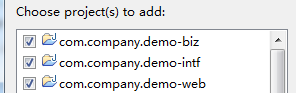 Choose project(s) to add:
com.company.demo-biz
com.company.demo-intf
com.company.demo-web